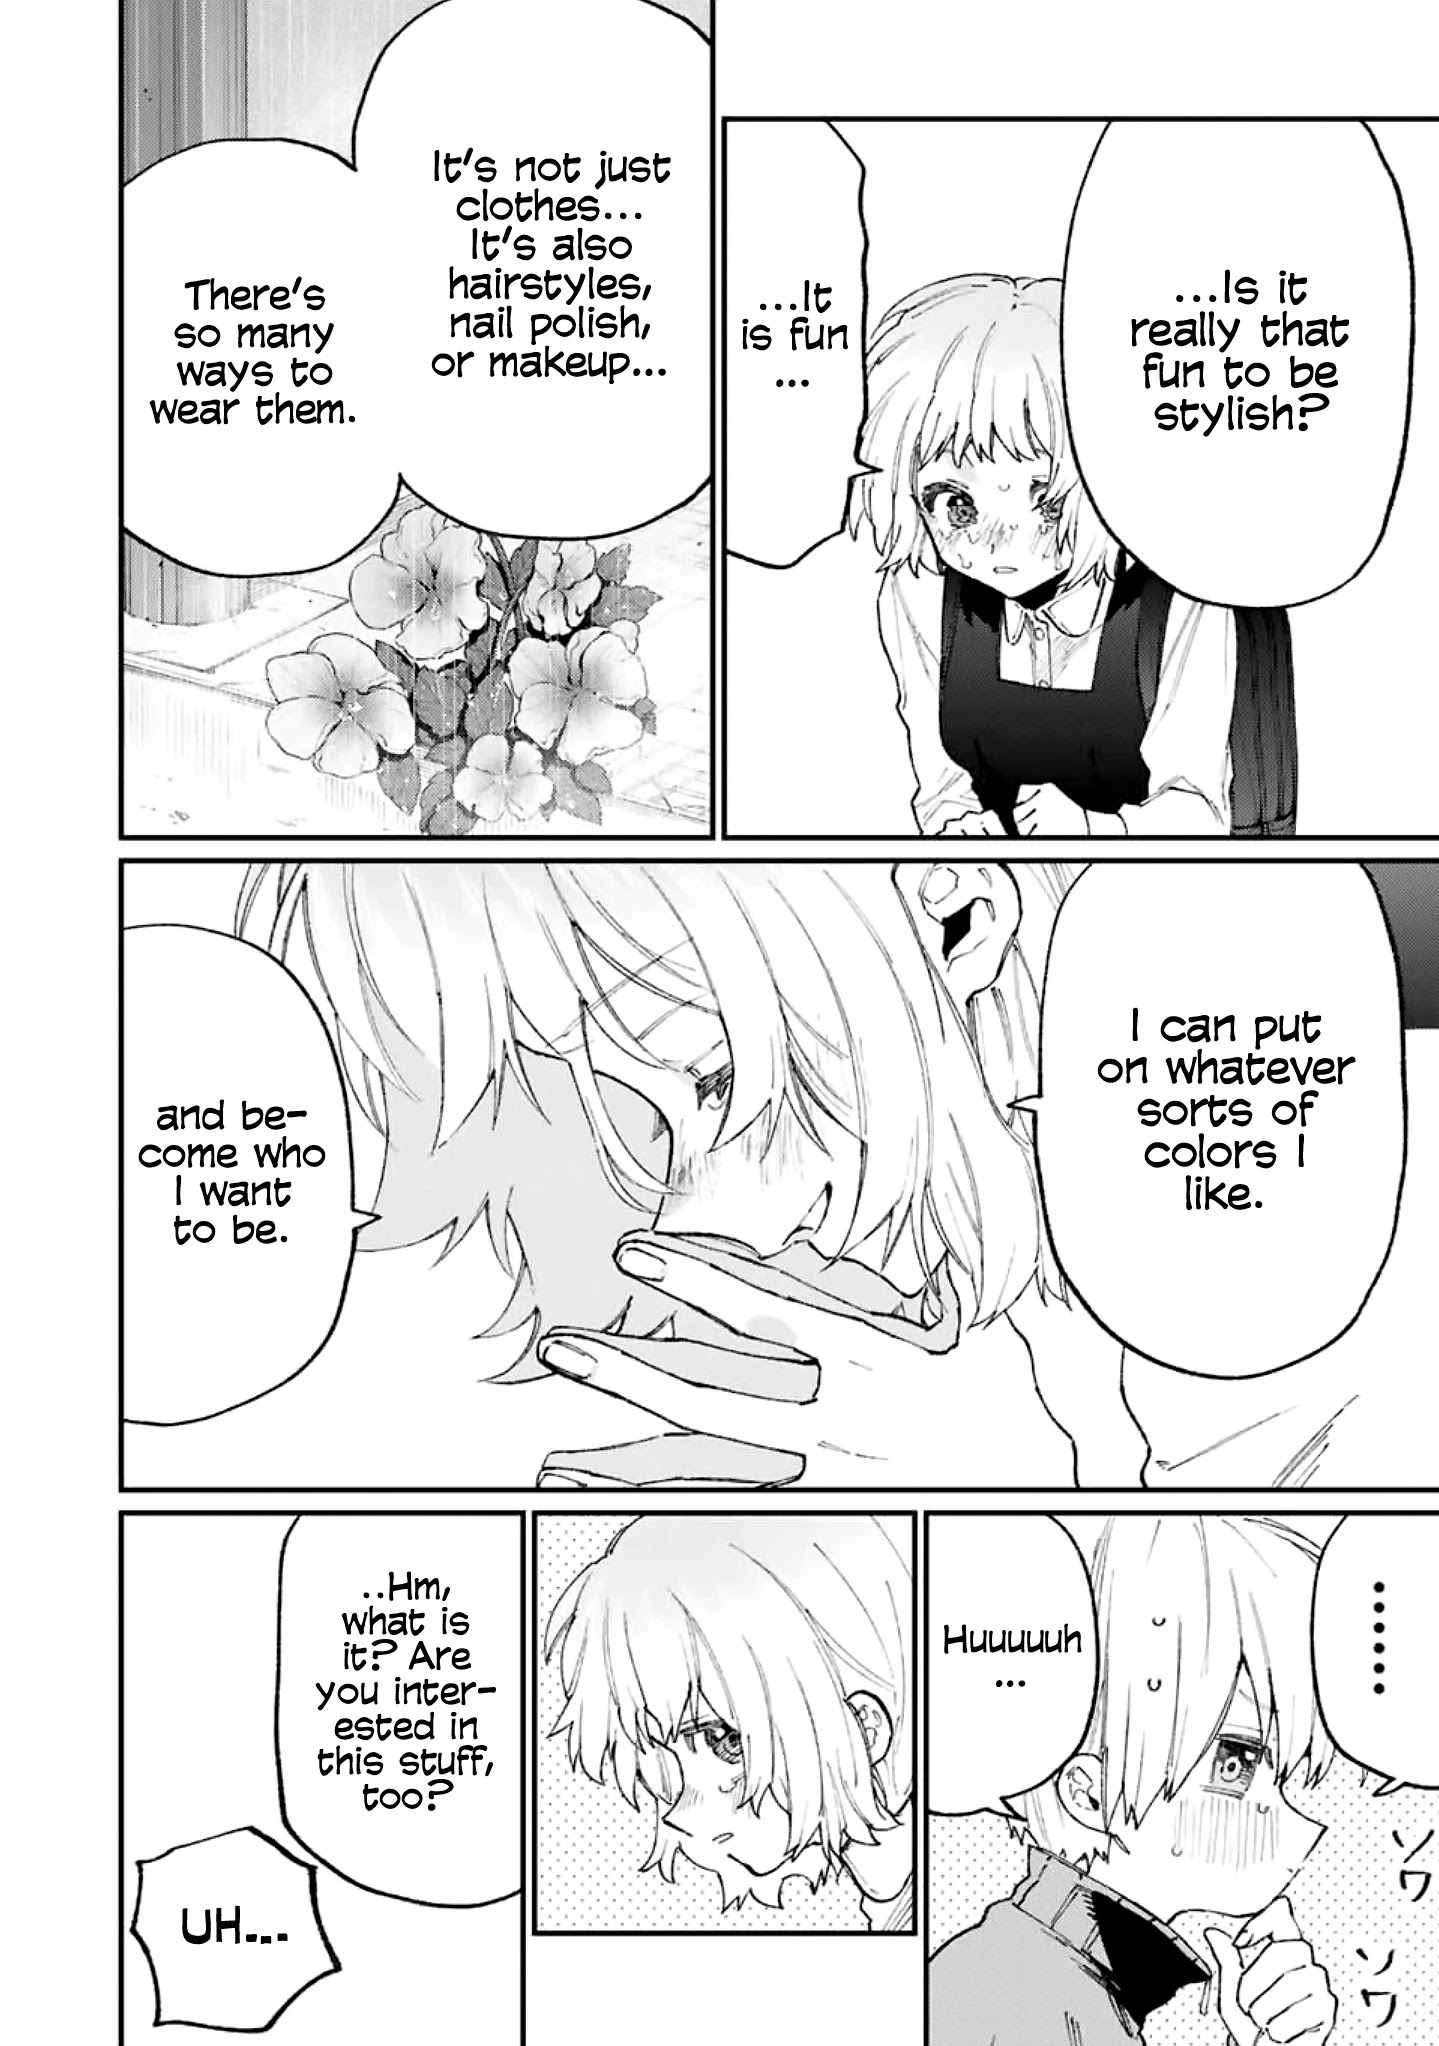 ...Is it
really that
fun to be
stylish?
...It
is fun
...
It's not just
clothes...
It's also
hairstyles,
nail polish,
or makeup...
There's
so many
ways to
wear them.
I can put
on whatever
sorts of
colors I
like.
and be-
come who
I want
to be.
......
Huuuuuh
...
ソワ
ソワ
..Hm,
what is
it? Are
you inter-
ested in
this stuff,
too?
UH...